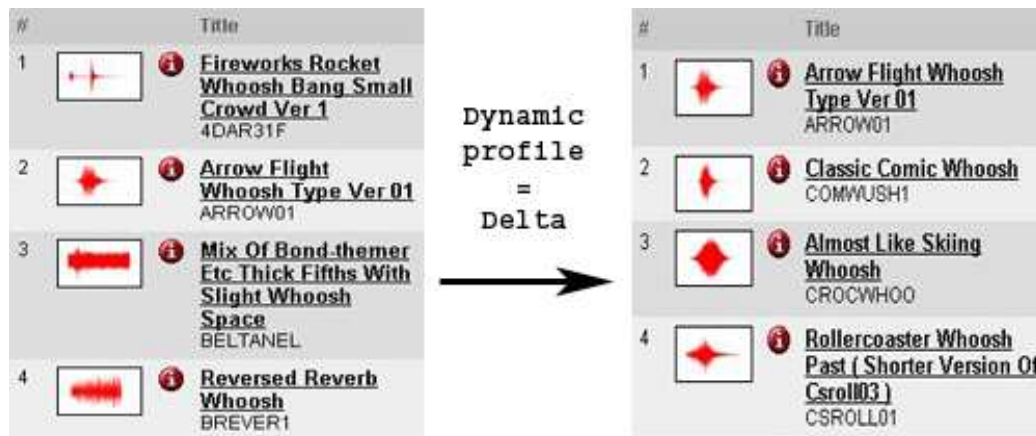 # Title
1 Fireworks Rocket
Whoosh Bang Small
Crowd Ver 1
4DAR31F
2 Arrow Flight
Whoosh Type Ver 01
ARROW01
3 Mix Of Bond-themer
Etc Thick Fifths With
Slight Whoosh
Space
BELTANEL
4 Reversed Reverb
Whoosh
BREVER1
Dynamic
profile
=
Delta
# Title
1 Arrow Flight Whoosh
Type Ver 01
ARROW01
2 Classic Comic Whoosh
COMWUSH1
3 Almost Like Skiing
Whoosh
CROCWHOO
4 Rollercoaster Whoosh
Past ( Shorter Version Of
Csroll03 )
CSROLL01